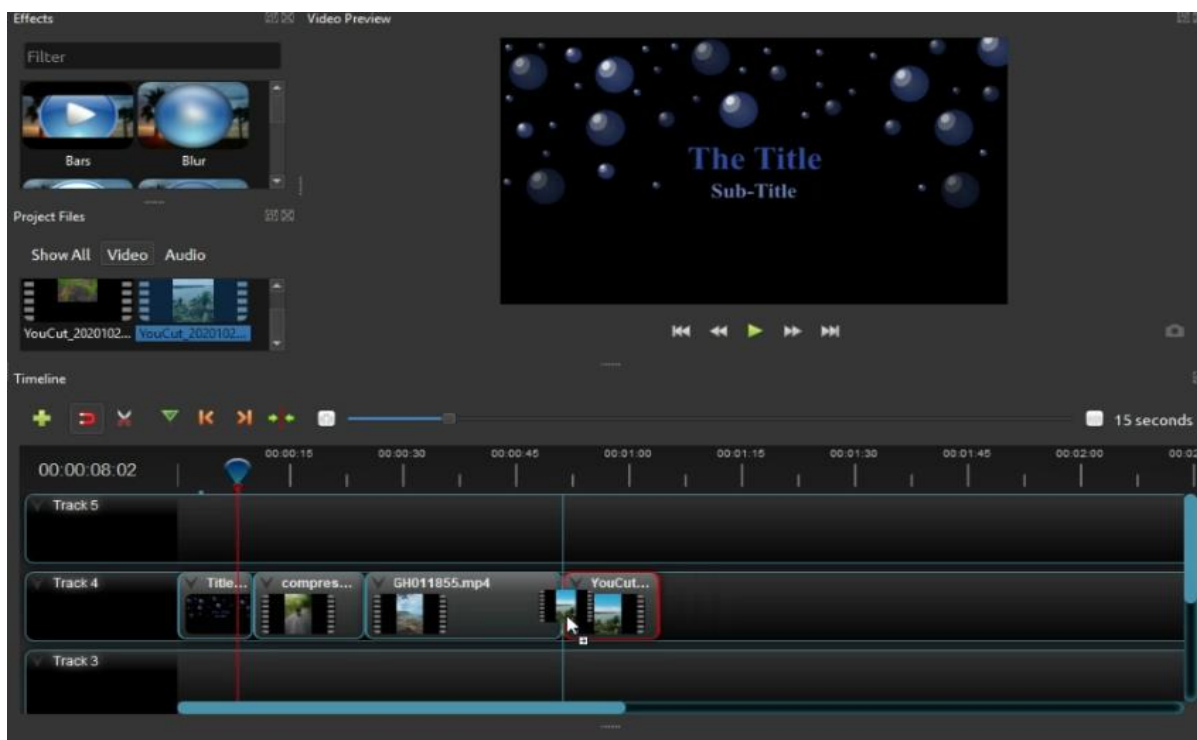 Effects
Video Preview
Filter
Bars
Blur
The Title
Sub-Title
Project Files
Show All Video Audio
YouCut_2020102... YouCut_2020102...
Timeline
15 seconds
00:00:08:02
00:00:15 00:00:30 00:00:45 00:01:00 00:01:15 00:01:30 00:01:45 00:02:00 00:02
Track 5
Track 4
Title... compres... GH011855.mp4 YouCut...
Track 3